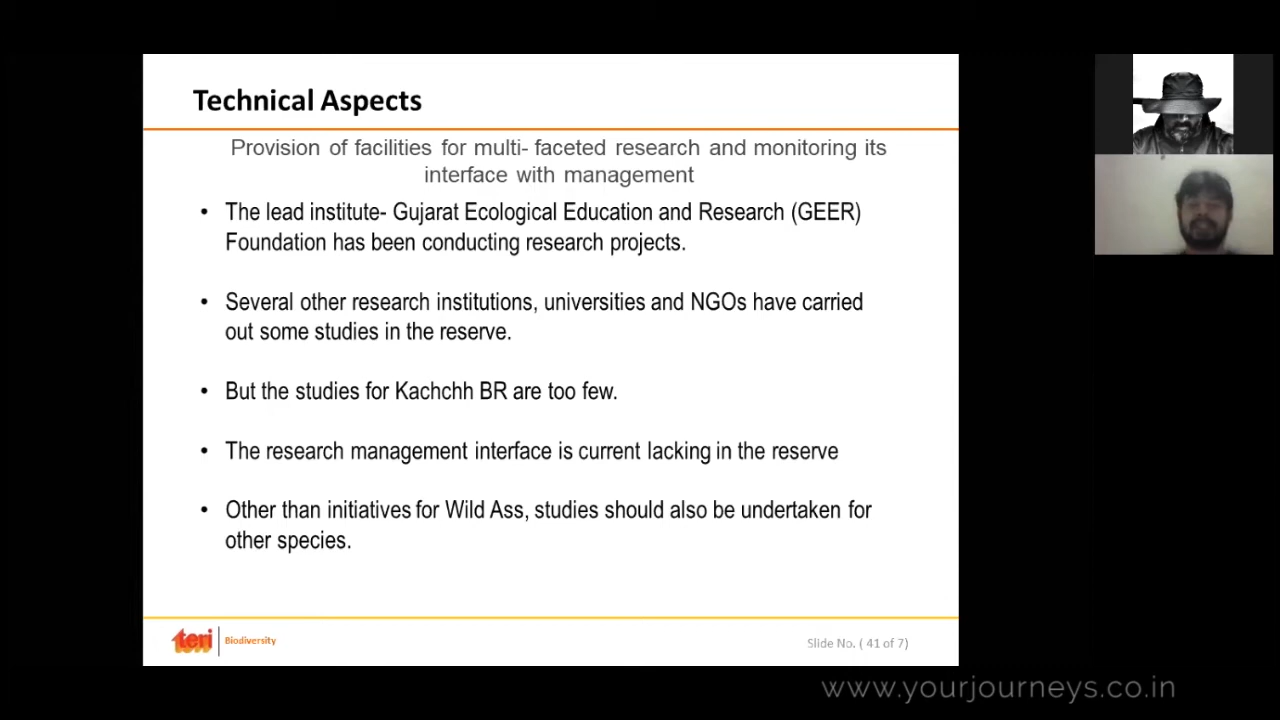 Technical Aspects
Provision of facilities for multi- faceted research and monitoring its
interface with management
• The lead institute- Gujarat Ecological Education and Research (GEER)
Foundation has been conducting research projects.
• Several other research institutions, universities and NGOs have carried
out some studies in the reserve.
• But the studies for Kachchh BR are too few.
• The research management interface is current lacking in the reserve
• Other than initiatives for Wild Ass, studies should also be undertaken for
other species.
teri
Biodiversity
Slide No. ( 41 of 7)
www.yourjourneys.co.in